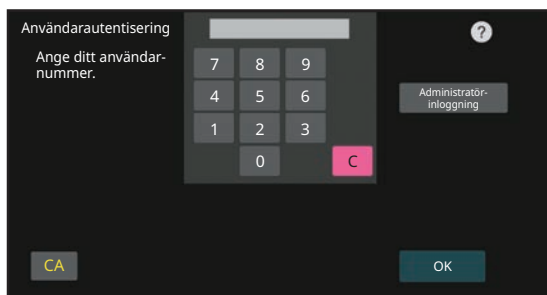 Användarautentisering
Ange ditt användar-
nummer.
?
7 8 9
4 5 6
1 2 3
0 C
Administratör-
inloggning
CA
OK